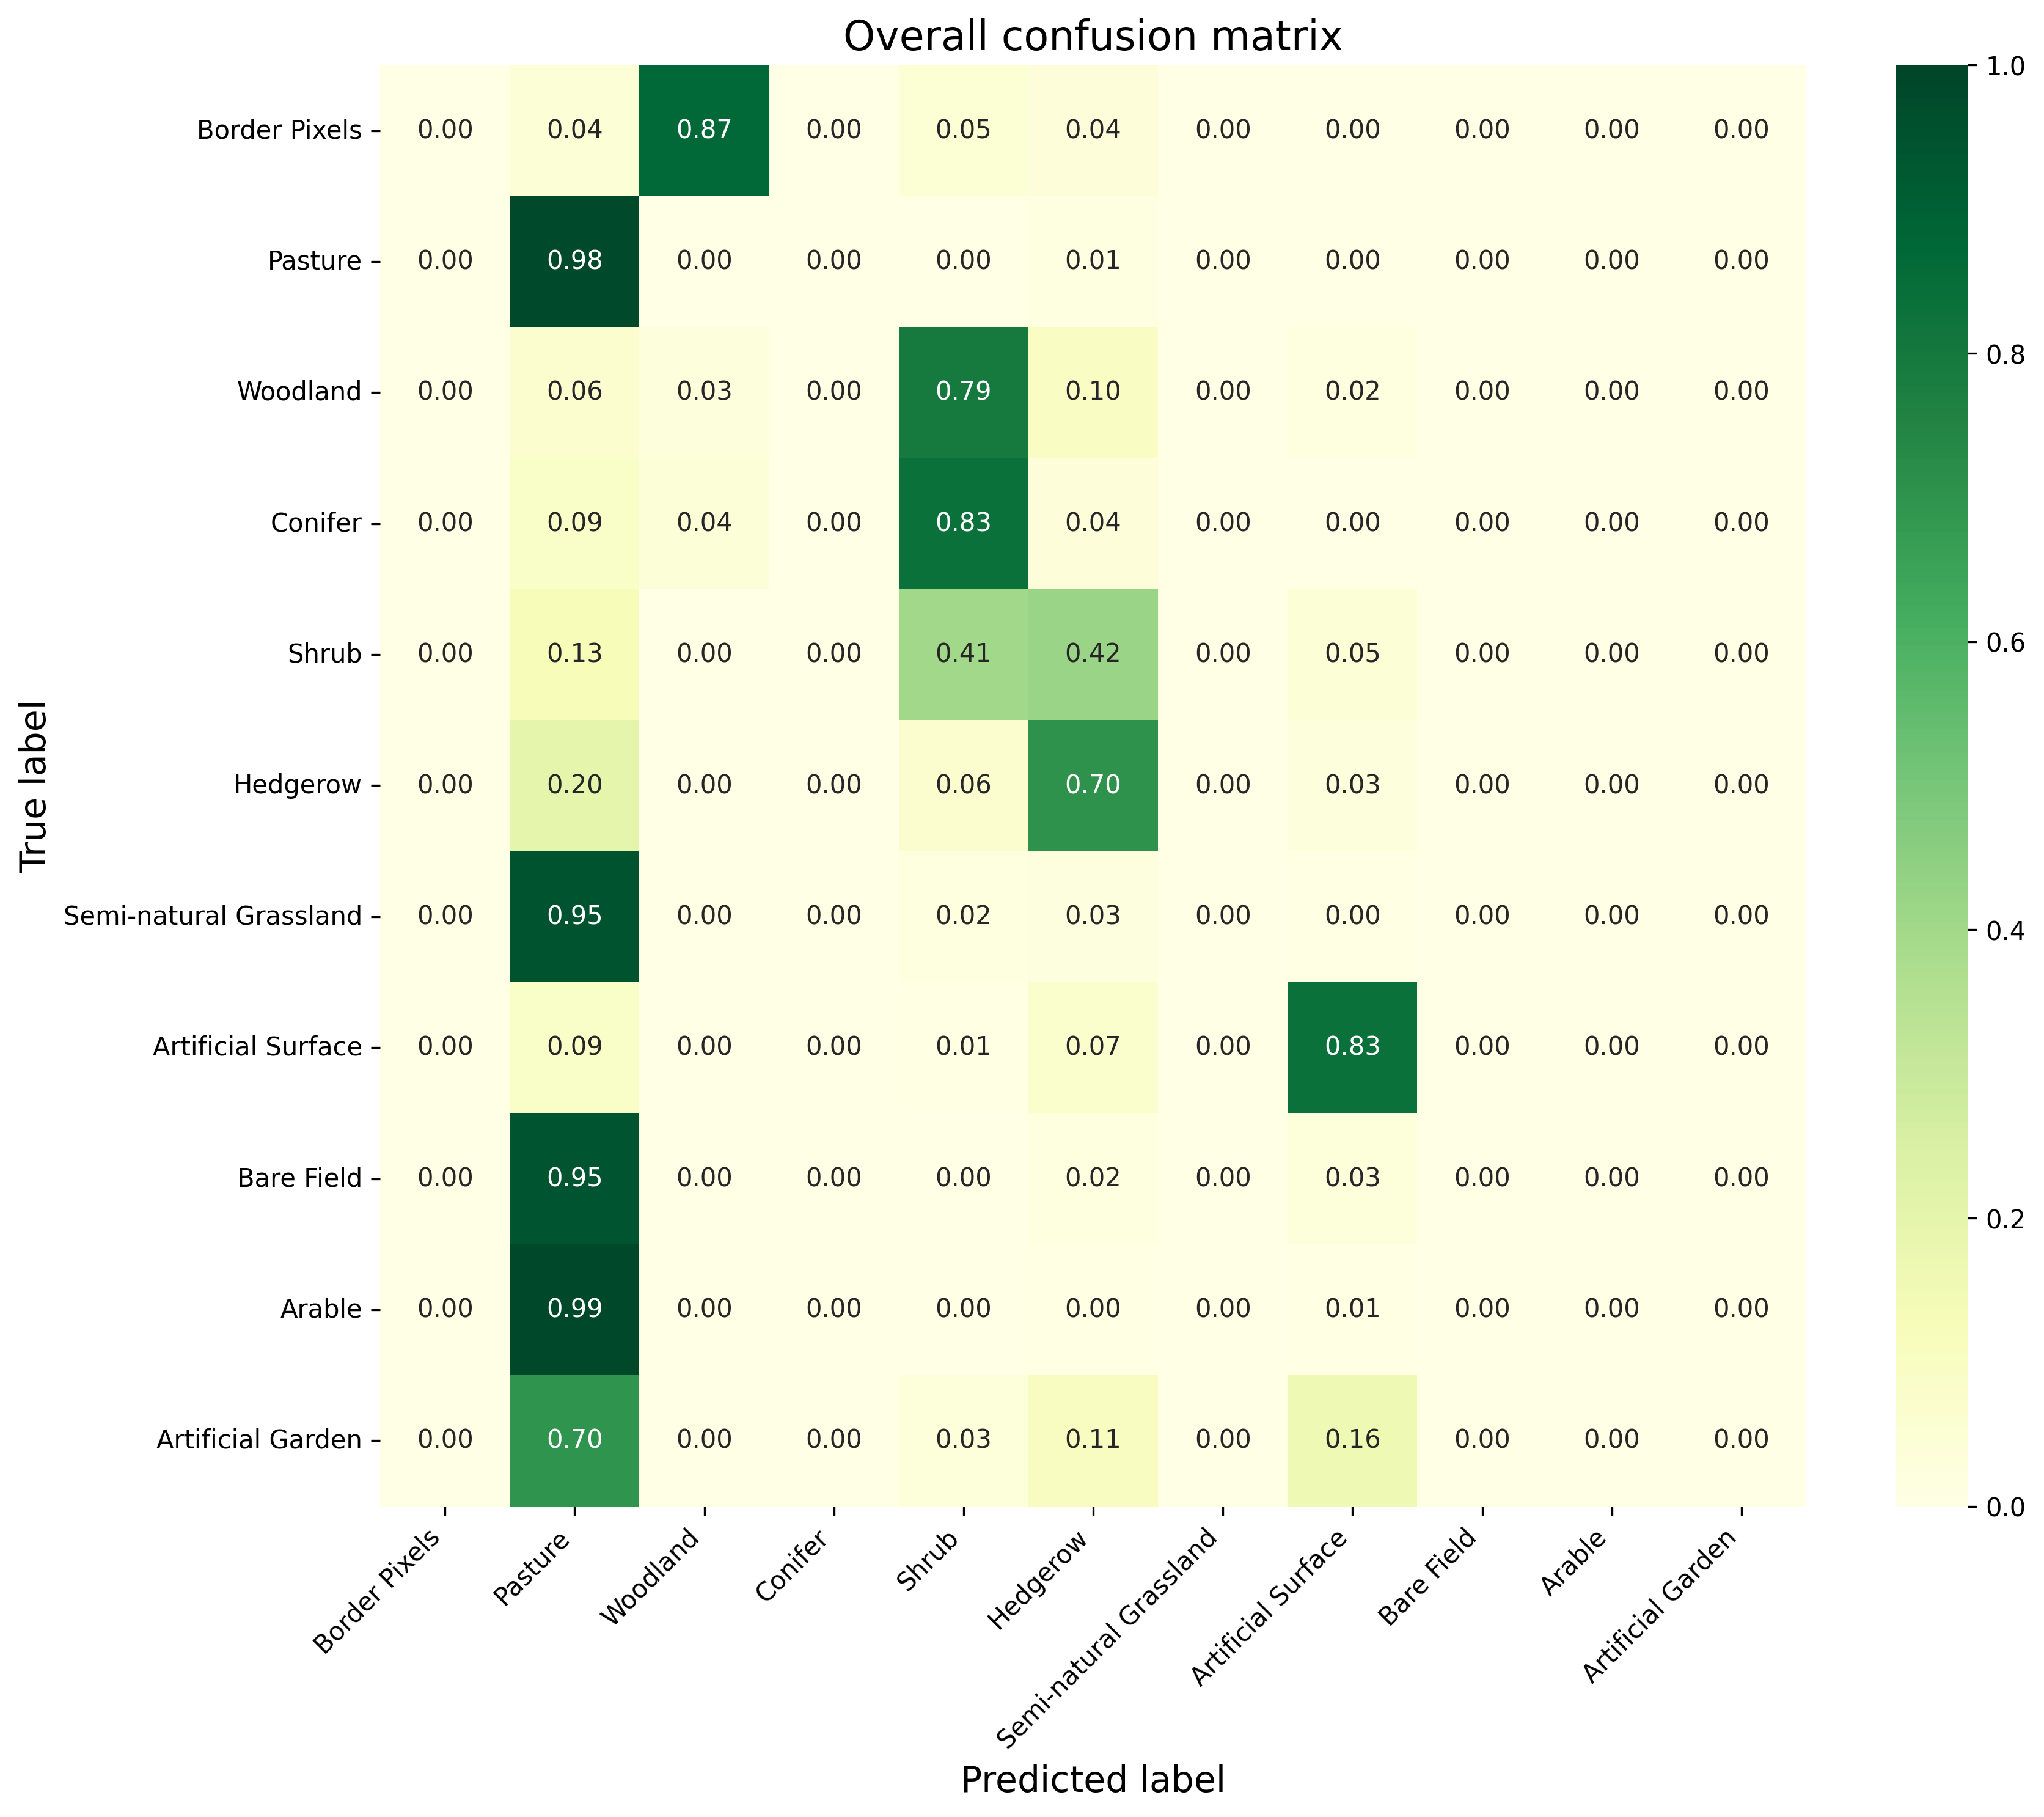 Overall confusion matrix
Border Pixels 0.00 0.04 0.87 0.00 0.05 0.04 0.00 0.00 0.00 0.00 0.00
Pasture 0.00 0.98 0.00 0.00 0.00 0.01 0.00 0.00 0.00 0.00 0.00
Woodland 0.00 0.06 0.03 0.00 0.79 0.10 0.00 0.02 0.00 0.00 0.00
Conifer 0.00 0.09 0.04 0.00 0.83 0.04 0.00 0.00 0.00 0.00 0.00
Shrub 0.00 0.13 0.00 0.00 0.41 0.42 0.00 0.05 0.00 0.00 0.00
Hedgerow 0.00 0.20 0.00 0.00 0.06 0.70 0.00 0.03 0.00 0.00 0.00
Semi-natural Grassland 0.00 0.95 0.00 0.00 0.02 0.03 0.00 0.00 0.00 0.00 0.00
Artificial Surface 0.00 0.09 0.00 0.00 0.01 0.07 0.00 0.83 0.00 0.00 0.00
Bare Field 0.00 0.95 0.00 0.00 0.00 0.02 0.00 0.03 0.00 0.00 0.00
Arable 0.00 0.99 0.00 0.00 0.00 0.00 0.00 0.01 0.00 0.00 0.00
Artificial Garden 0.00 0.70 0.00 0.00 0.03 0.11 0.00 0.16 0.00 0.00 0.00
True label
Border Pixels
Pasture
Woodland
Conifer
Shrub
Hedgerow
Semi-natural Grassland
Artificial Surface
Bare Field
Arable
Artificial Garden
Predicted label
1.0
0.8
0.6
0.4
0.2
0.0